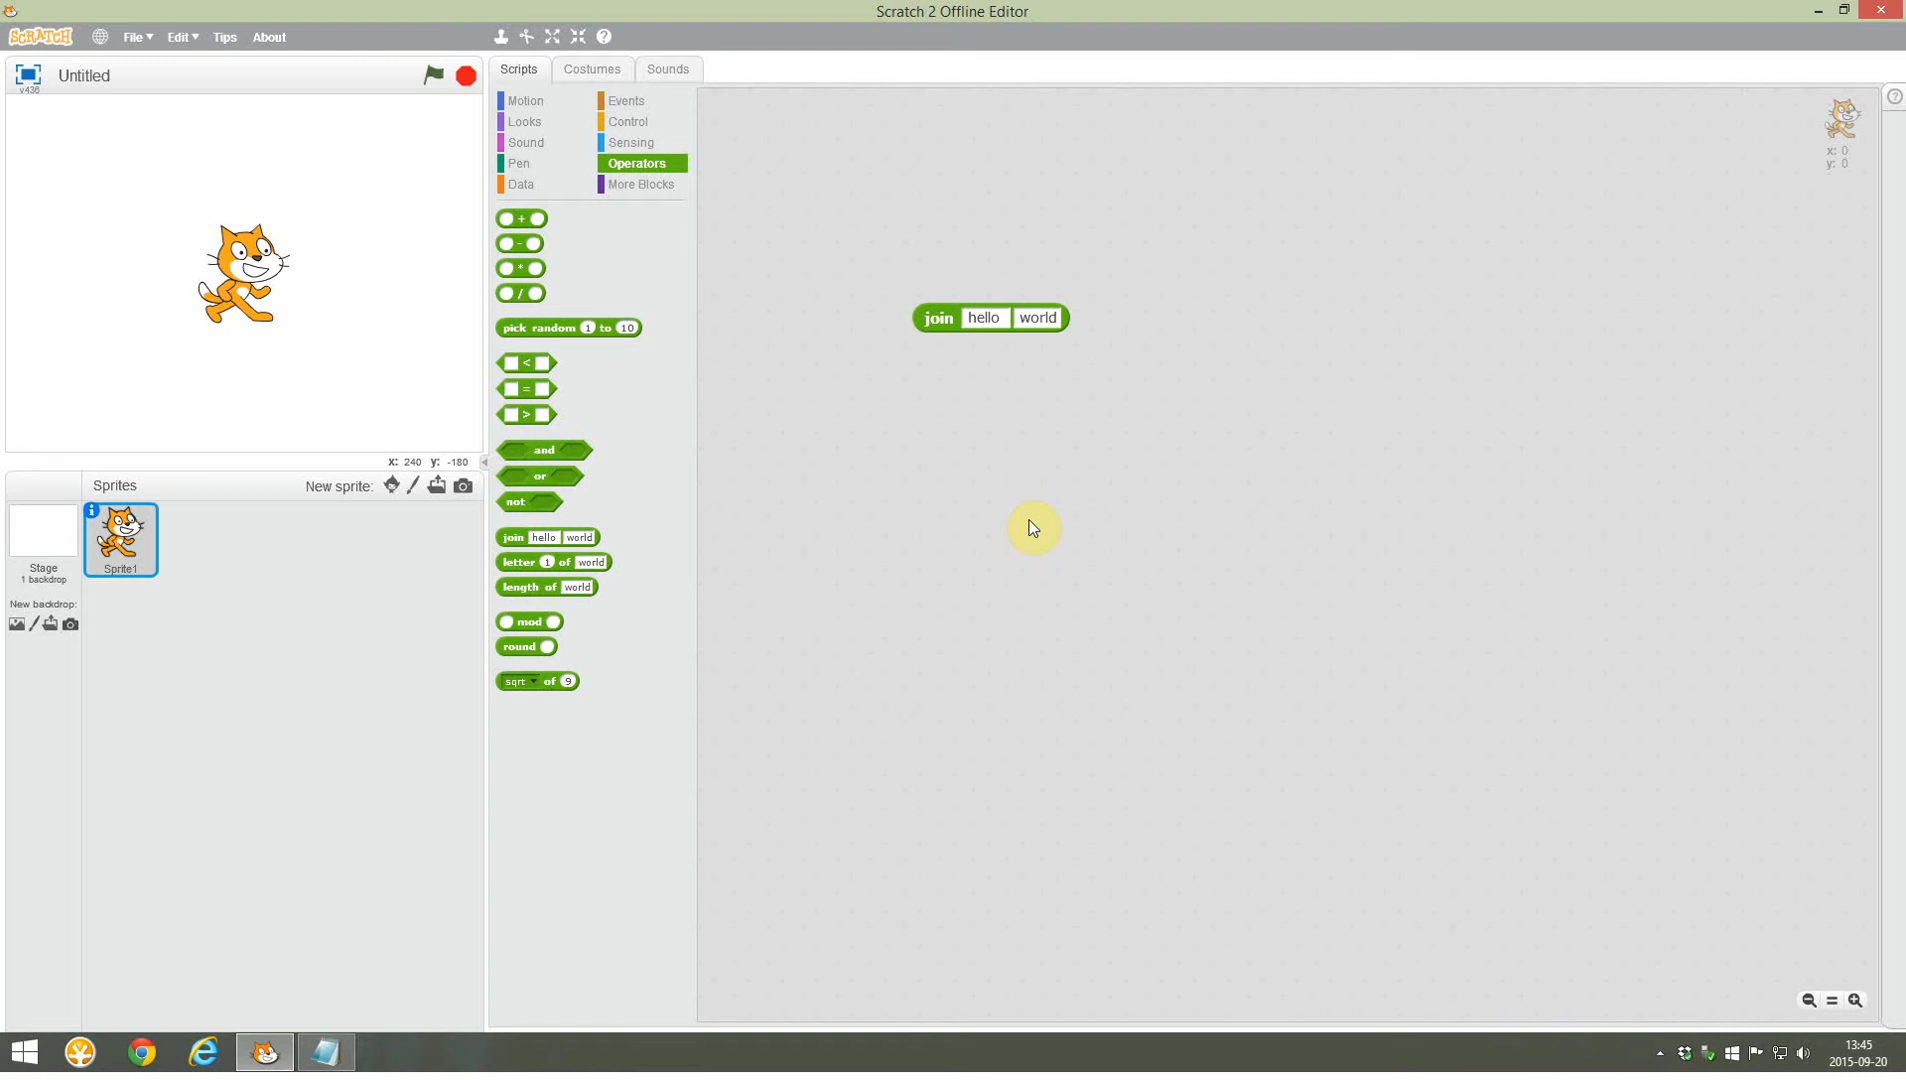 Scratch 2 Offline Editor
SCRATCH File Edit Tips About
v436 Untitled
Scripts Costumes Sounds
Motion Events
Looks Control
Sound Sensing
Pen Operators
Data More Blocks
+
-
*
/
pick random 1 to 10
<
=
>
and
or
not
join hello world
letter 1 of world
length of world
mod
round
sqrt of 9
join hello world
x: 0
y: 0
x: 240 y: -180
Sprites New sprite:
Stage
1 backdrop
New backdrop:
Sprite1
13:45
2015-09-20